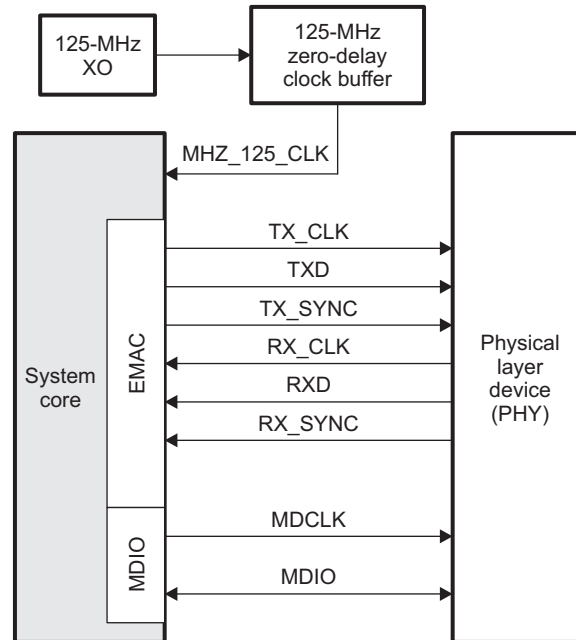 125-MHz
XO
125-MHz
zero-delay
clock buffer
MHZ_125_CLK
TX_CLK
TXD
TX_SYNC
RX_CLK
RXD
RX_SYNC
MDCLK
MDIO
System
core
EMAC
MDIO
Physical
layer
device
(PHY)